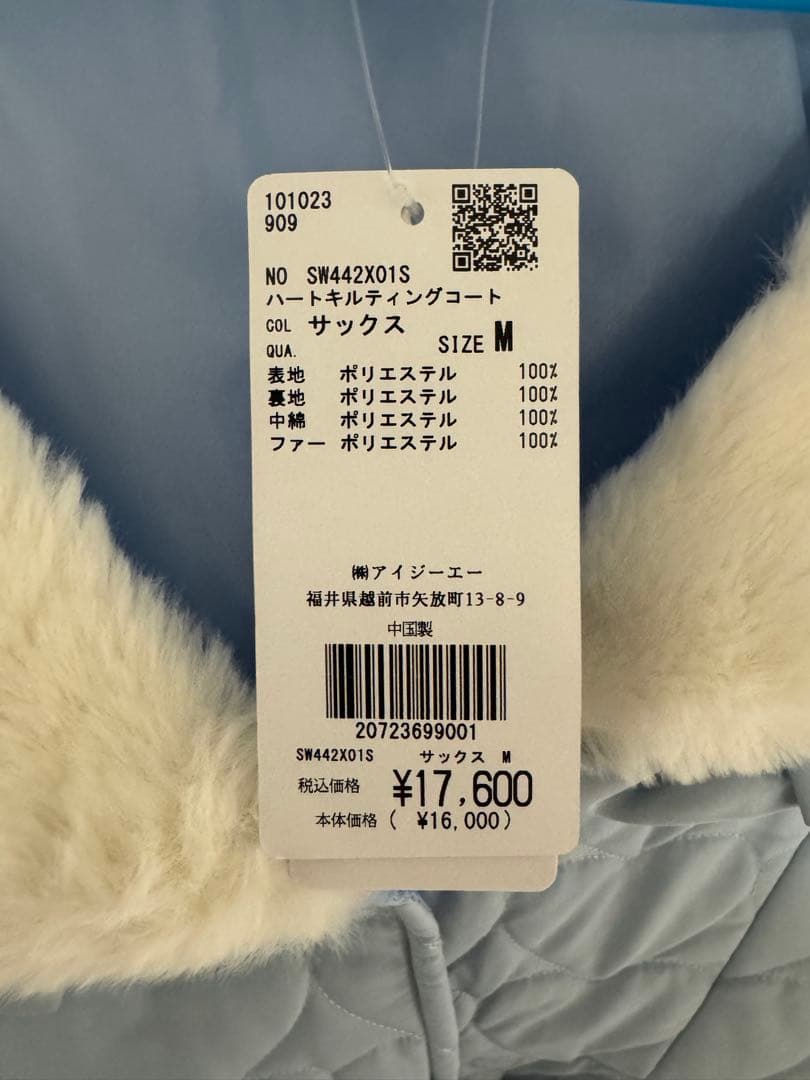 101023
909
NO SW442X01S
ハートキルティングコート
COL サックス
SIZE M
QUA.
表地 ポリエステル 100%
裏地 ポリエステル 100%
中綿 ポリエステル 100%
ファー ポリエステル 100%
㈱アイジーエー
福井県越前市矢放町13-8-9
中国製
20723699001
SW442X01S サックス M
税込価格 ¥17,600
本体価格( ¥16,000)